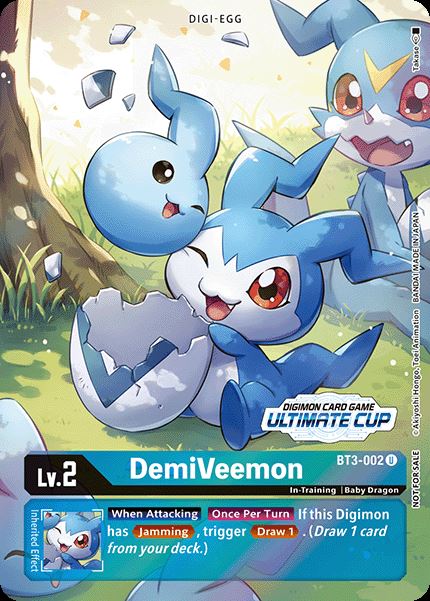 DIGI-EGG
Takase
©Akiyoshi Hongo, Toei Animation BANDAI MADE IN JAPAN
NOT FOR SALE
DIGIMON CARD GAME
ULTIMATE CUP
Lv.2
DemiVeemon
BT3-002 U
In-Training | Baby Dragon
Inherited Effect
When Attacking Once Per Turn If this Digimon
has Jamming, trigger Draw 1. (Draw 1 card
from your deck.)